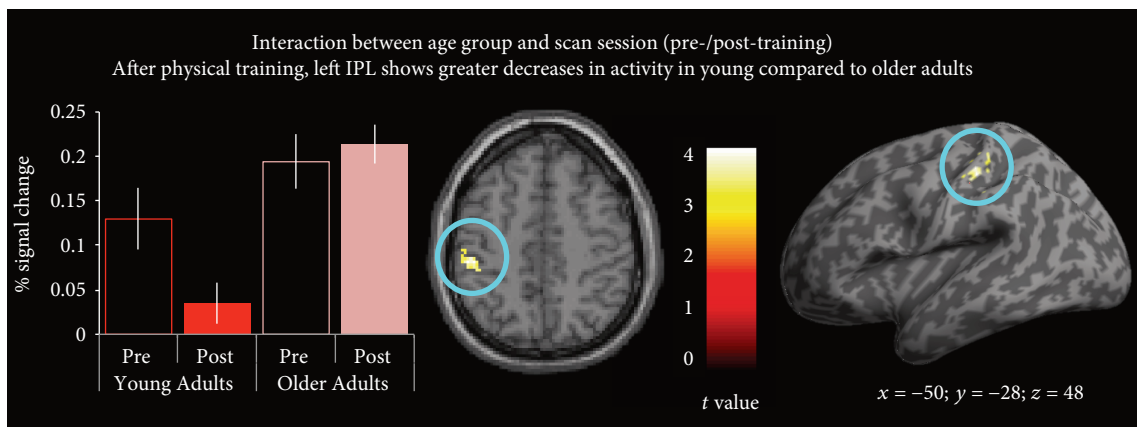 Interaction between age group and scan session (pre-/post-training)
After physical training, left IPL shows greater decreases in activity in young compared to older adults
% signal change
0.25
0.2
0.15
0.1
0.05
0
Pre
Post
Pre
Post
Young Adults
Older Adults
4
3
2
1
0
t value
x = −50; y = −28; z = 48